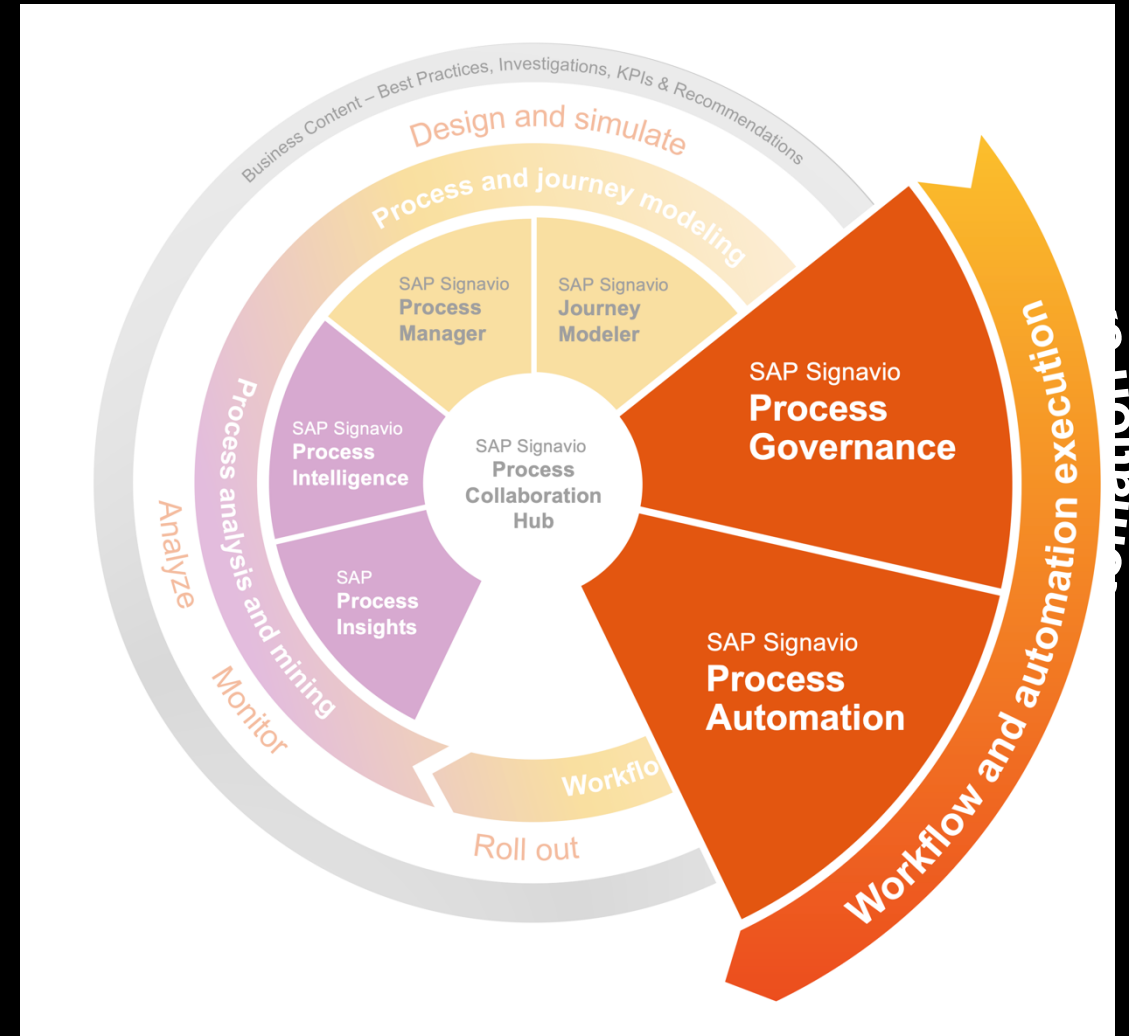 Business Content – Best Practices, Investigations, KPIs & Recommendations
Design and simulate
Process and journey modeling
SAP Signavio
Process
Manager
SAP Signavio
Journey
Modeler
SAP Signavio
Process
Governance
SAP Signavio
Process
Automation
Workflow and automation execution
SAP Signavio
Process
Collaboration
Hub
SAP Signavio
Process
Intelligence
SAP
Process
Insights
Process analysis and mining
Analyze
Monitor
Roll out
Workflo